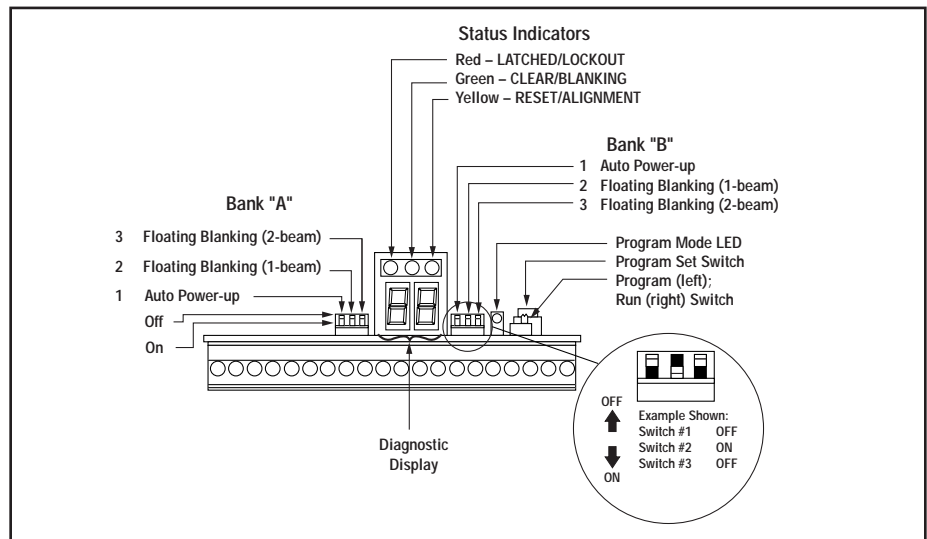 Status Indicators
Red – LATCHED/LOCKOUT
Green – CLEAR/BLANKING
Yellow – RESET/ALIGNMENT
Bank "B"
1 Auto Power-up
2 Floating Blanking (1-beam)
3 Floating Blanking (2-beam)
Bank "A"
3 Floating Blanking (2-beam)
2 Floating Blanking (1-beam)
1 Auto Power-up
Off
On
Program Mode LED
Program Set Switch
Program (left);
Run (right) Switch
Diagnostic
Display
OFF
ON
Example Shown:
Switch #1 OFF
Switch #2 ON
Switch #3 OFF